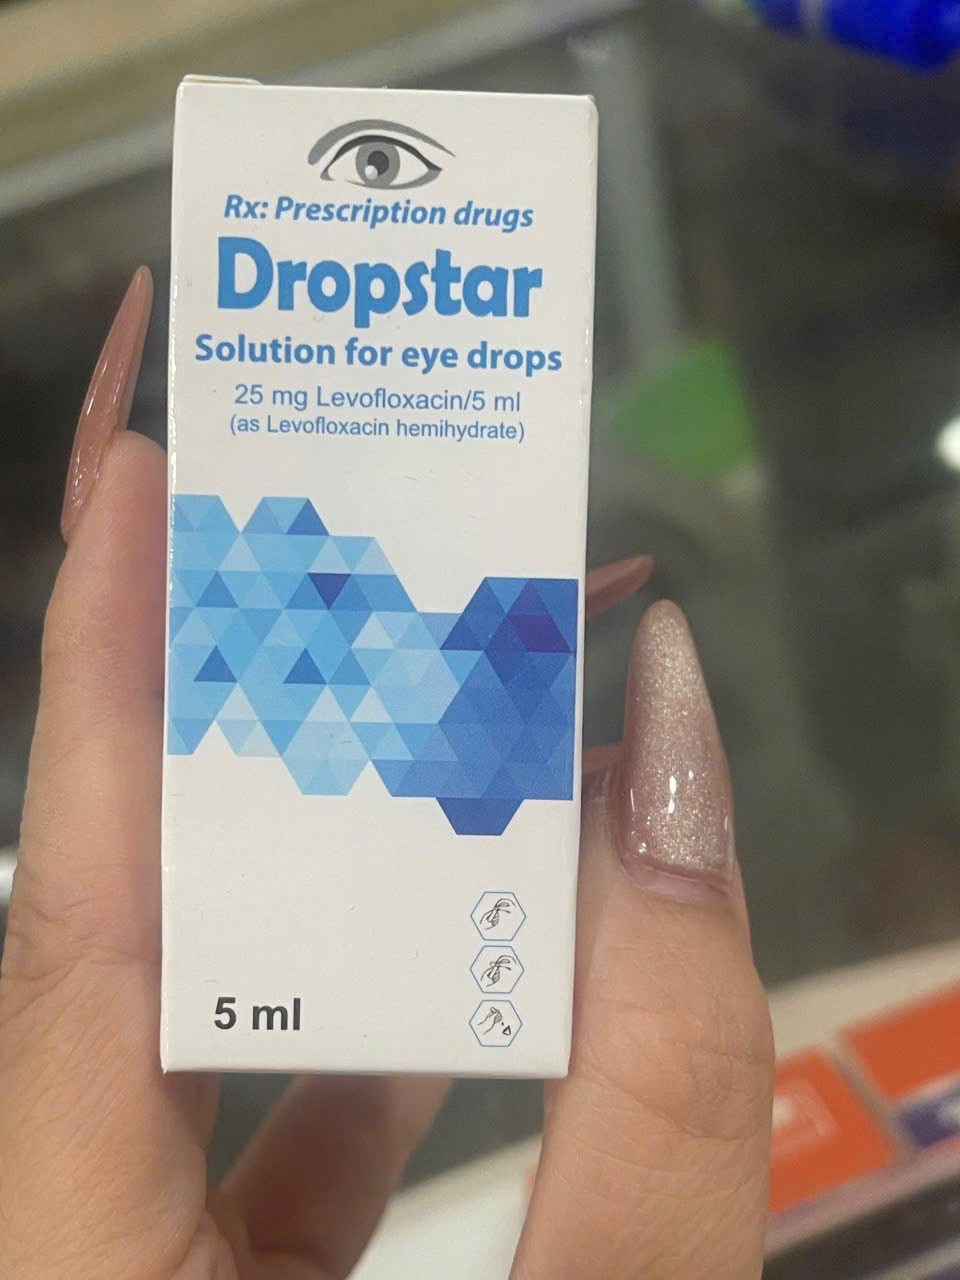 Rx: Prescription drugs
Dropstar
Solution for eye drops
25 mg Levofloxacin/5 ml
(as Levofloxacin hemihydrate)
5 ml